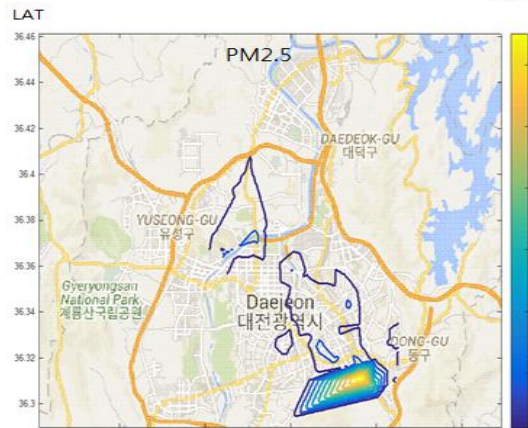 LAT
PM2.5
36.46
36.44
36.42
36.4
36.38
36.36
36.34
36.32
36.3
DAEDEOK-GU
대덕구
YUSEONG-GU
유성구
Gyeryongsan
National Park
계룡산국립공원
Daejeon
대전광역시
DONG-GU
동구